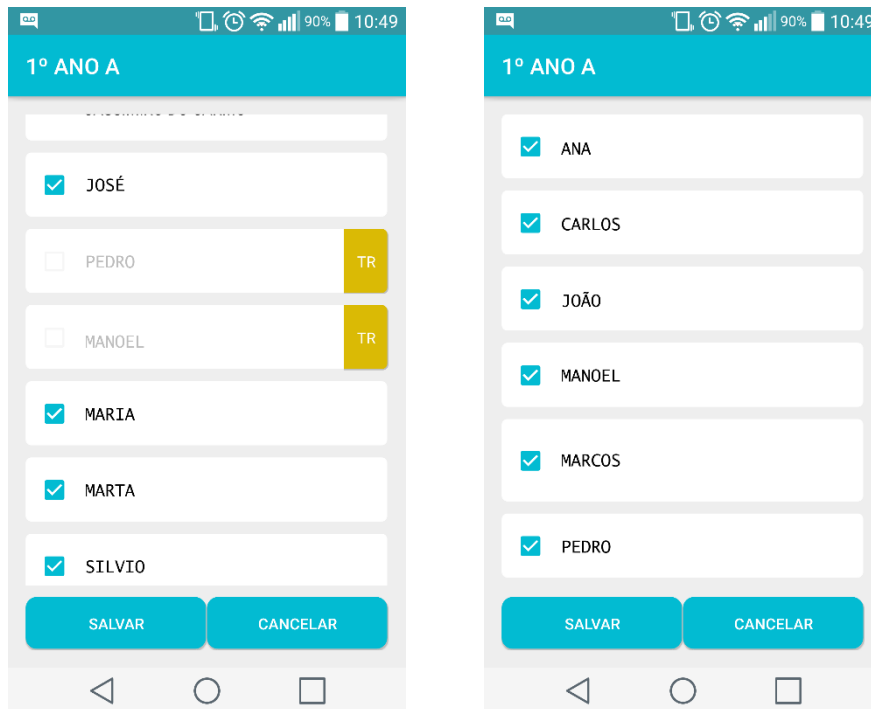 90% 10:49
1º ANO A
JOSÉ
PEDRO TR
MANOEL TR
MARIA
MARTA
SILVIO
SALVAR CANCELAR
90% 10:49
1º ANO A
ANA
CARLOS
JOÃO
MANOEL
MARCOS
PEDRO
SALVAR CANCELAR